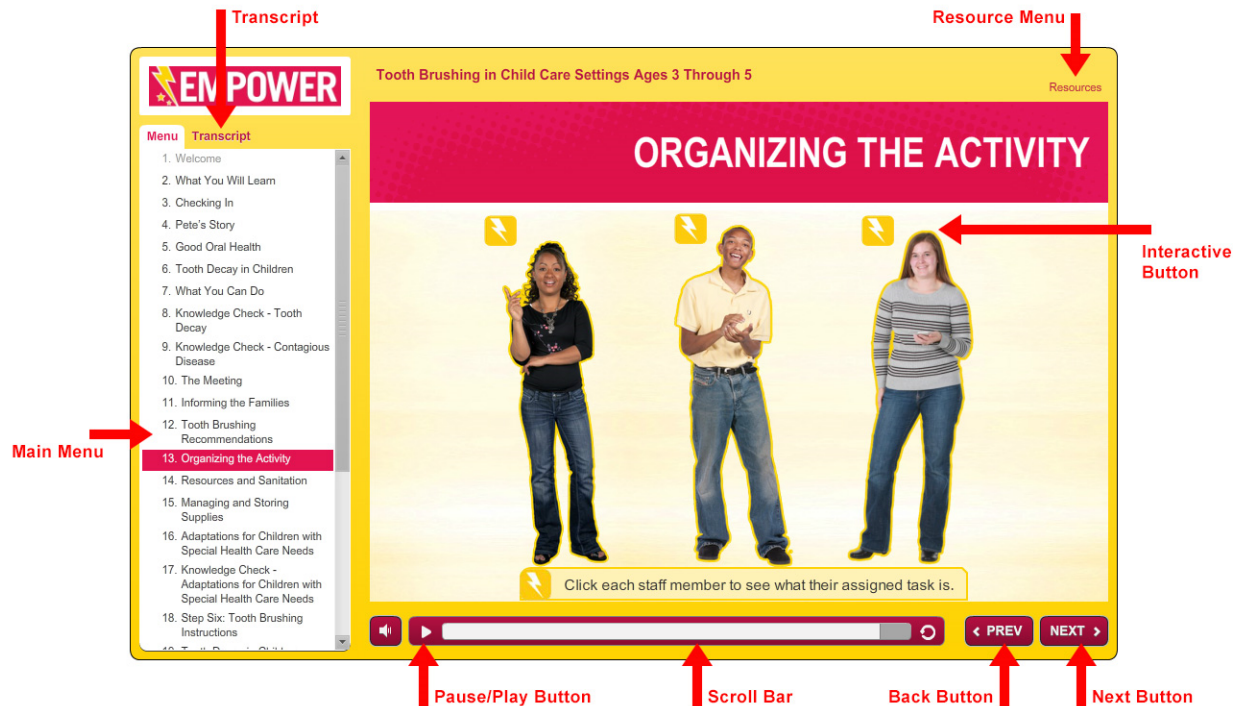 Transcript
Resource Menu
EMPOWER
Tooth Brushing in Child Care Settings Ages 3 Through 5
Resources
Menu
Transcript
ORGANIZING THE ACTIVITY
1. Welcome
2. What You Will Learn
3. Checking In
4. Pete's Story
5. Good Oral Health
6. Tooth Decay in Children
7. What You Can Do
8. Knowledge Check - Tooth
Decay
9. Knowledge Check - Contagious
Disease
10. The Meeting
11. Informing the Families
12. Tooth Brushing
Recommendations
13. Organizing the Activity
14. Resources and Sanitation
15. Managing and Storing
Supplies
16. Adaptations for Children with
Special Health Care Needs
17. Knowledge Check -
Adaptations for Children with
Special Health Care Needs
18. Step Six: Tooth Brushing
Instructions
Main Menu
Interactive
Button
Click each staff member to see what their assigned task is.
PREV
NEXT
Pause/Play Button
Scroll Bar
Back Button
Next Button